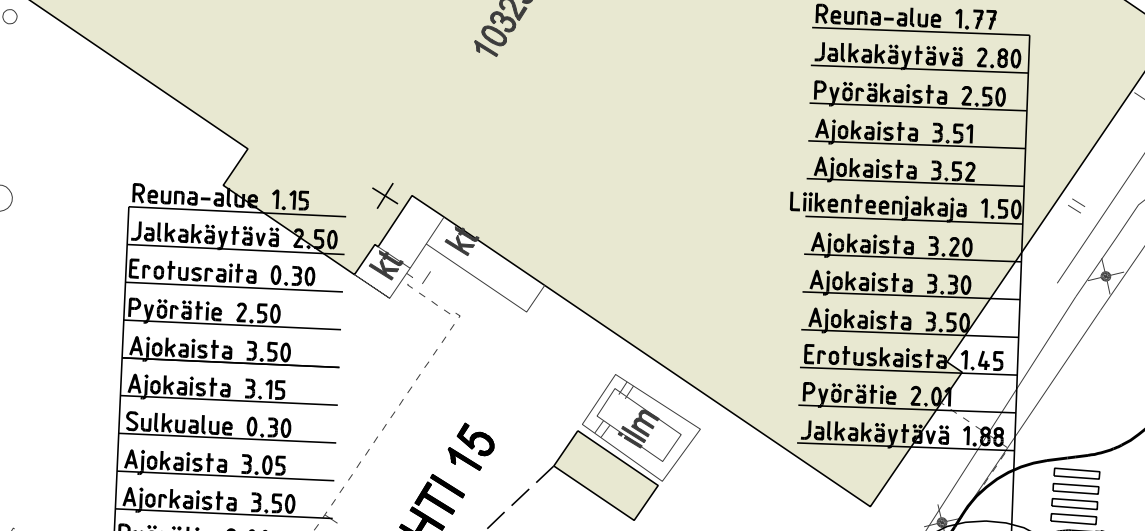 10323
Reuna-alue 1.77
Jalkakäytävä 2.80
Pyöräkaista 2.50
Ajokaista 3.51
Ajokaista 3.52
Liikenteenjakaja 1.50
Ajokaista 3.20
Ajokaista 3.30
Ajokaista 3.50
Erotuskaista 1.45
Pyörätie 2.01
Jalkakäytävä 1.88
Reuna-alue 1.15
Jalkakäytävä 2.50
Erotusraita 0.30
Pyörätie 2.50
Ajokaista 3.50
Ajokaista 3.15
Sulkualue 0.30
Ajokaista 3.05
Ajorkaista 3.50
kt
kt
ilm
HTI 15